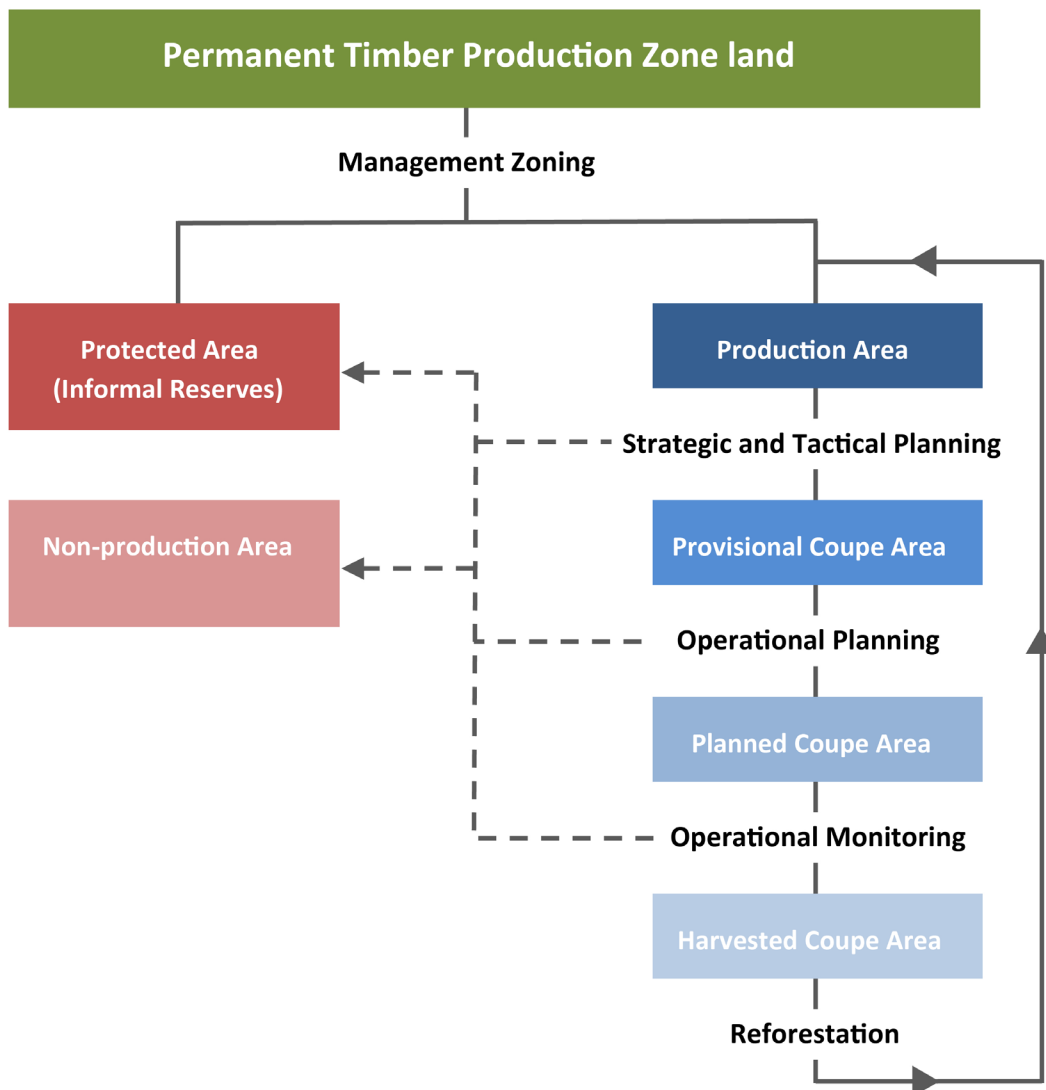 Permanent Timber Production Zone land
Management Zoning
Protected Area
(Informal Reserves)
Production Area
Strategic and Tactical Planning
Non-production Area
Provisional Coupe Area
Operational Planning
Planned Coupe Area
Operational Monitoring
Harvested Coupe Area
Reforestation